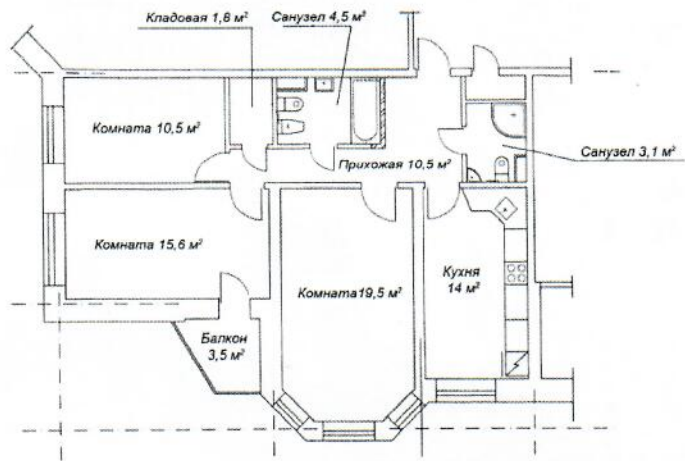 Кладовая 1,8 м²
Санузел 4,5 м²
Комната 10,5 м²
Прихожая 10,5 м²
Санузел 3,1 м²
Комната 15,6 м²
Комната19,5 м²
Кухня
14 м²
Балкон
3,5 м²